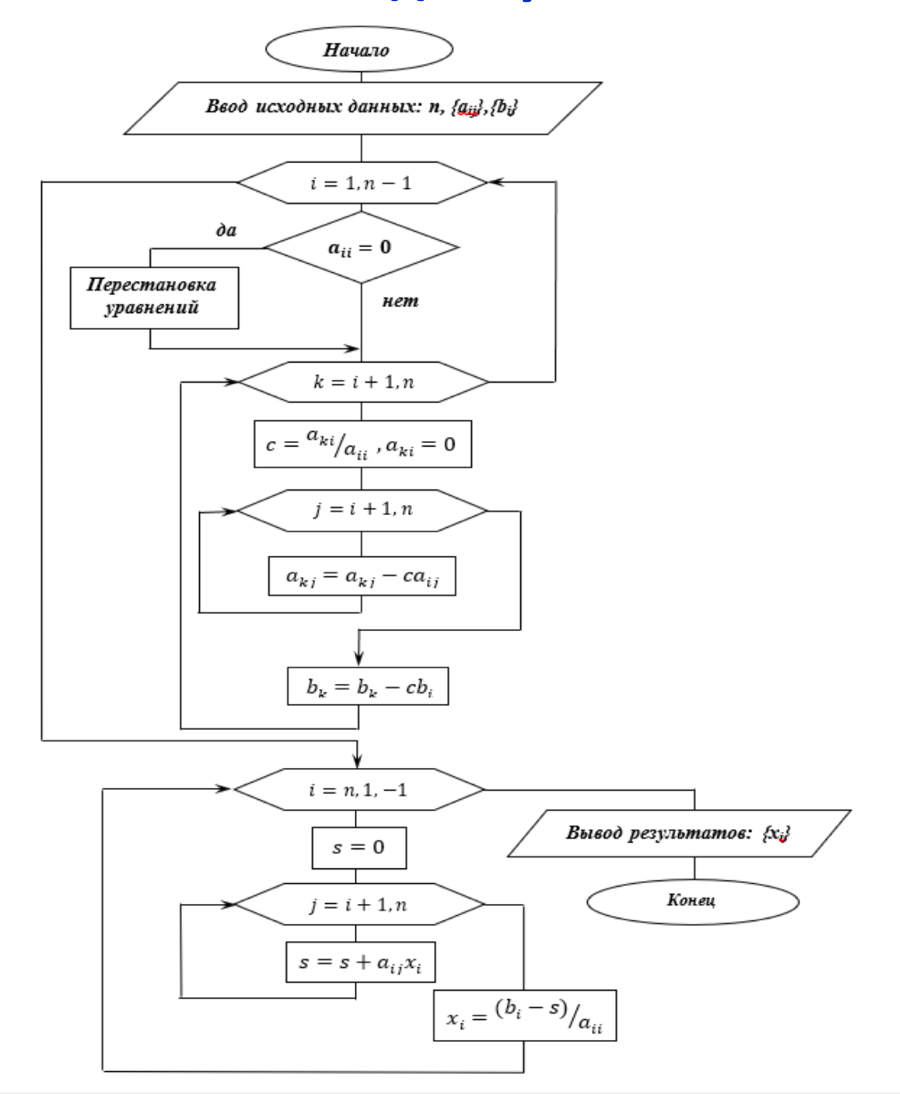 Начало
Ввод исходных данных: n, {aᵢⱼ},{bᵢ}
i = 1, n − 1
да
aᵢᵢ = 0
Перестановка
уравнений
нет
k = i + 1, n
c = aₖᵢ/aᵢᵢ , aₖᵢ = 0
j = i + 1, n
aₖⱼ = aₖⱼ − caᵢⱼ
bₖ = bₖ − cbᵢ
i = n, 1, −1
Вывод результатов: {xᵢ}
s = 0
j = i + 1, n
Конец
s = s + aᵢⱼxᵢ
xᵢ = (bᵢ − s)/aᵢᵢ